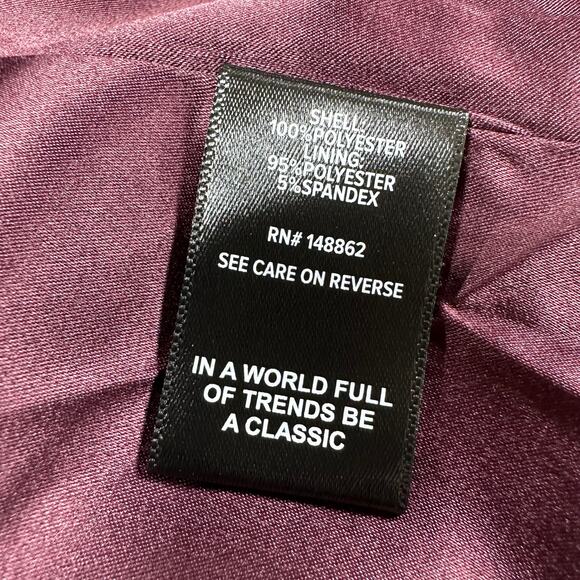 SHELL:
100%POLYESTER
LINING:
95%POLYESTER
5%SPANDEX
RN# 148862
SEE CARE ON REVERSE
IN A WORLD FULL
OF TRENDS BE
A CLASSIC